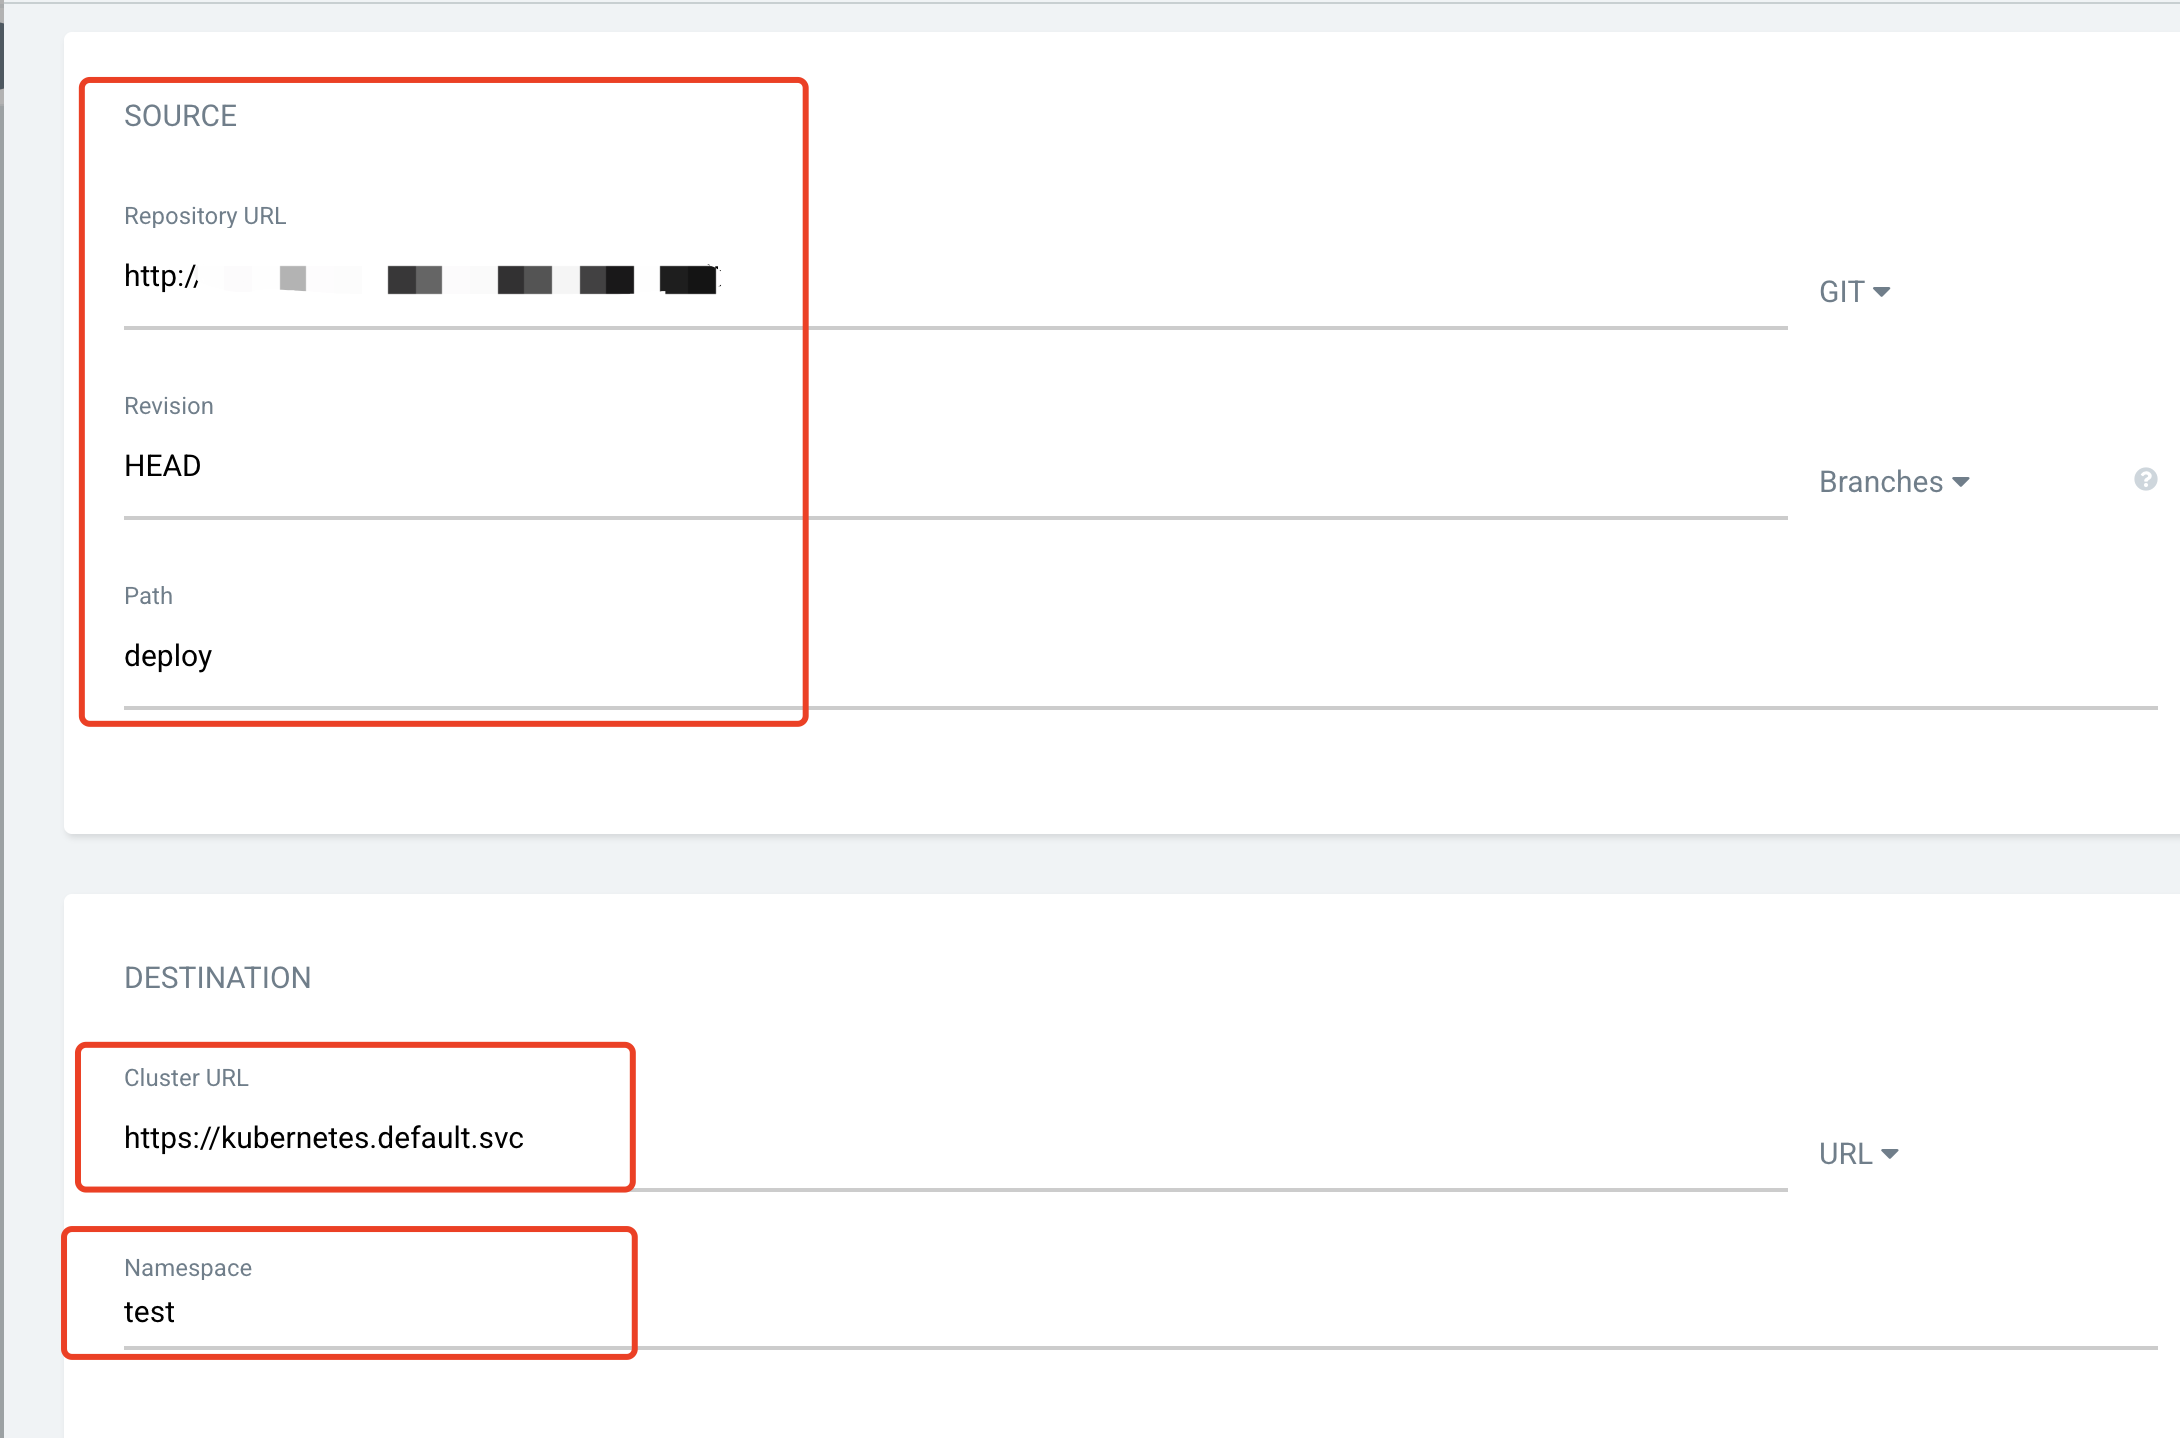 SOURCE
Repository URL
http://
GIT
Revision
HEAD
Branches
?
Path
deploy
DESTINATION
Cluster URL
https://kubernetes.default.svc
URL
Namespace
test